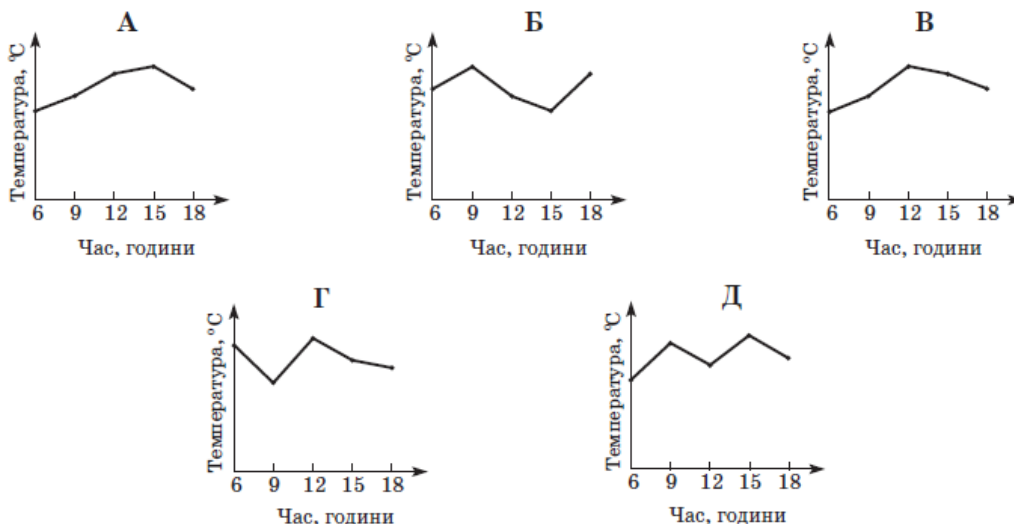 А
Температура, °C
6 9 12 15 18
Час, години
Б
Температура, °C
6 9 12 15 18
Час, години
В
Температура, °C
6 9 12 15 18
Час, години
Г
Температура, °C
6 9 12 15 18
Час, години
Д
Температура, °C
6 9 12 15 18
Час, години